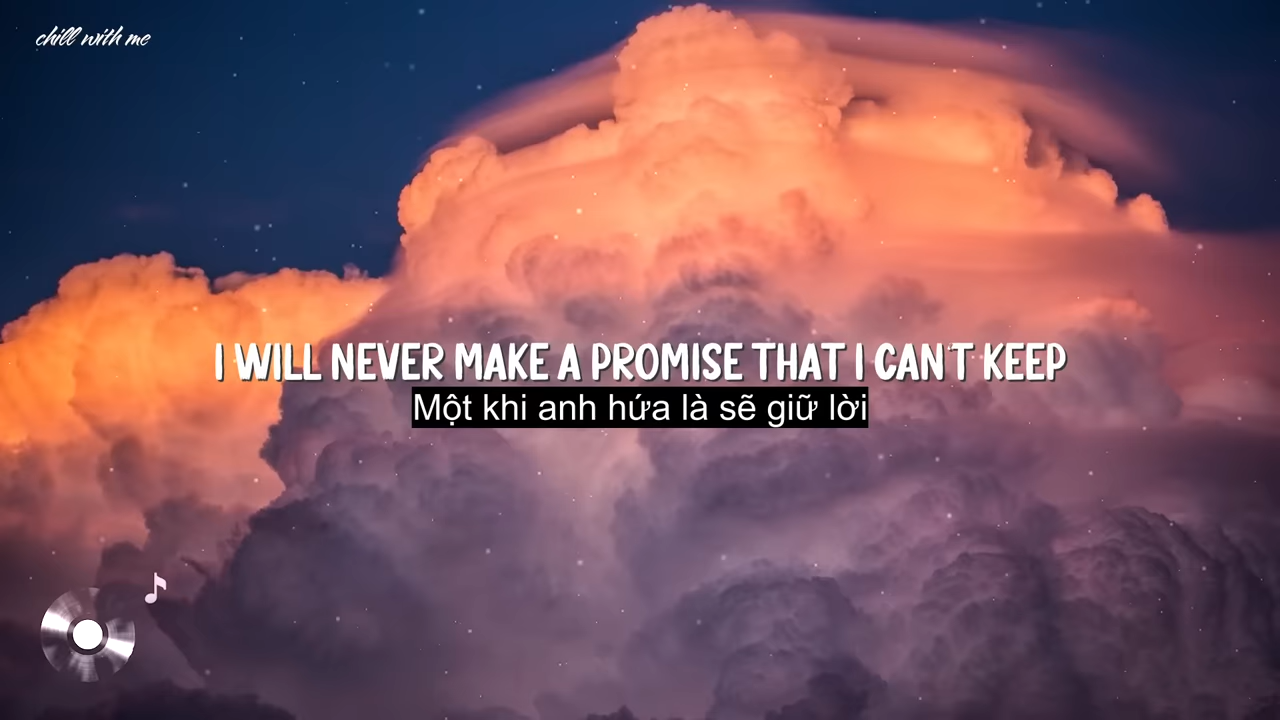 chill with me
I WILL NEVER MAKE A PROMISE THAT I CAN'T KEEP
Một khi anh hứa là sẽ giữ lời